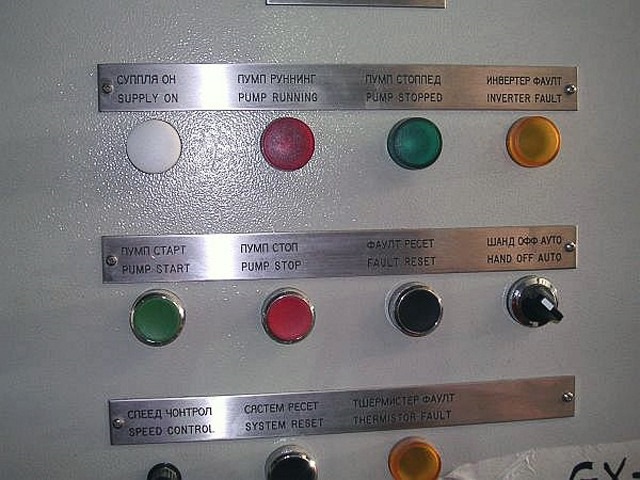 СУППЛЯ ОН ПУМП РУННИНГ ПУМП СТОППЕД ИНВЕРТЕР ФАУЛТ
SUPPLY ON PUMP RUNNING PUMP STOPPED INVERTER FAULT
ПУМП СТАРТ ПУМП СТОП ФАУЛТ РЕСЕТ ШАНД ОФФ АУТО
PUMP START PUMP STOP FAULT RESET HAND OFF AUTO
СПЕЕД ЧОНТРОЛ СЯСТЕМ РЕСЕТ ТШЕРМИСТЕР ФАУЛТ
SPEED CONTROL SYSTEM RESET THERMISTOR FAULT